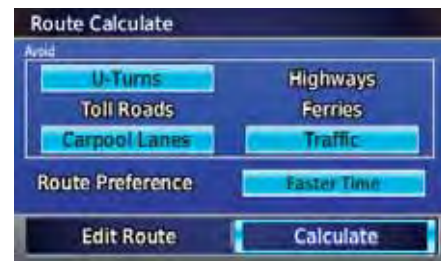 Route Calculate
Avoid
U-Turns Highways
Toll Roads Ferries
Carpool Lanes Traffic
Route Preference Faster Time
Edit Route Calculate